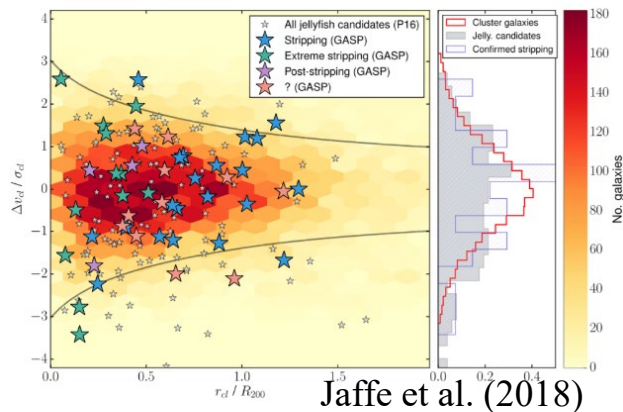 All jellyfish candidates (P16)
Stripping (GASP)
Extreme stripping (GASP)
Post-stripping (GASP)
? (GASP)
Cluster galaxies
Jelly. candidates
Confirmed stripping
4
3
2
1
0
-1
-2
-3
-4
Δv_cl / σ_cl
0.0 0.5 1.0 1.5
r_cl / R_200
0.0 0.2 0.4
180
160
140
120
100
80
60
40
20
0
No. galaxies
Jaffe et al. (2018)